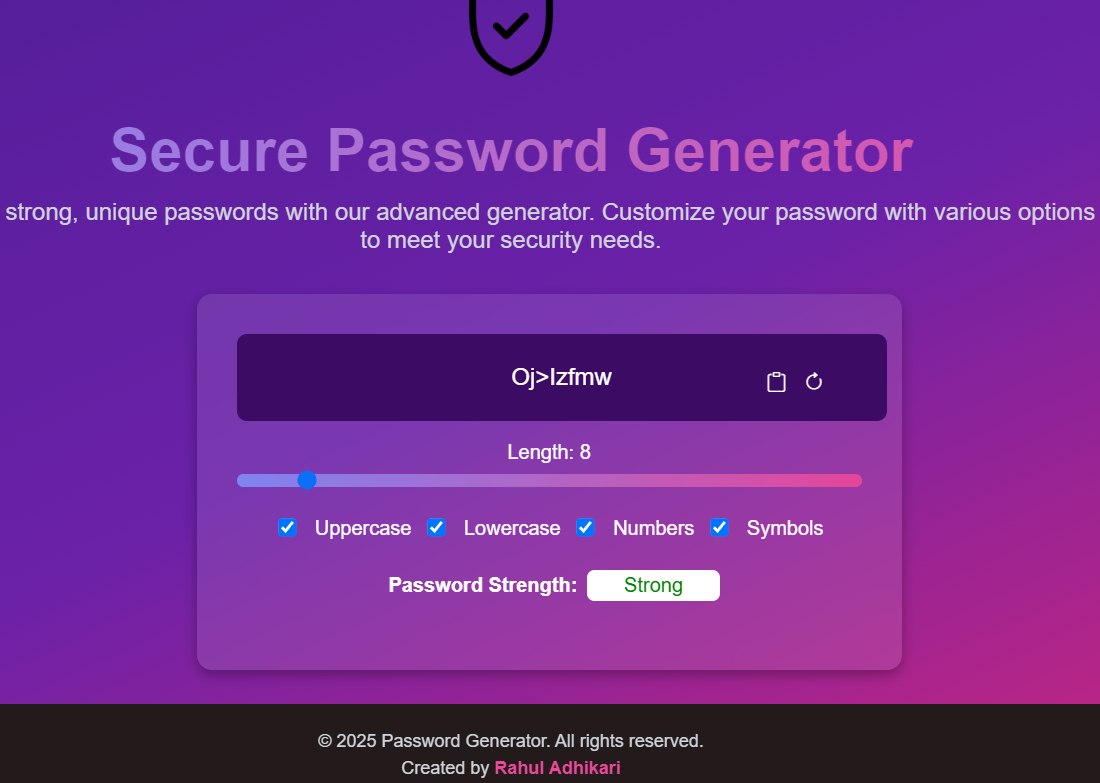 Secure Password Generator
strong, unique passwords with our advanced generator. Customize your password with various options
to meet your security needs.
Oj>Izfmw
Length: 8
Uppercase Lowercase Numbers Symbols
Password Strength: Strong
© 2025 Password Generator. All rights reserved.
Created by Rahul Adhikari